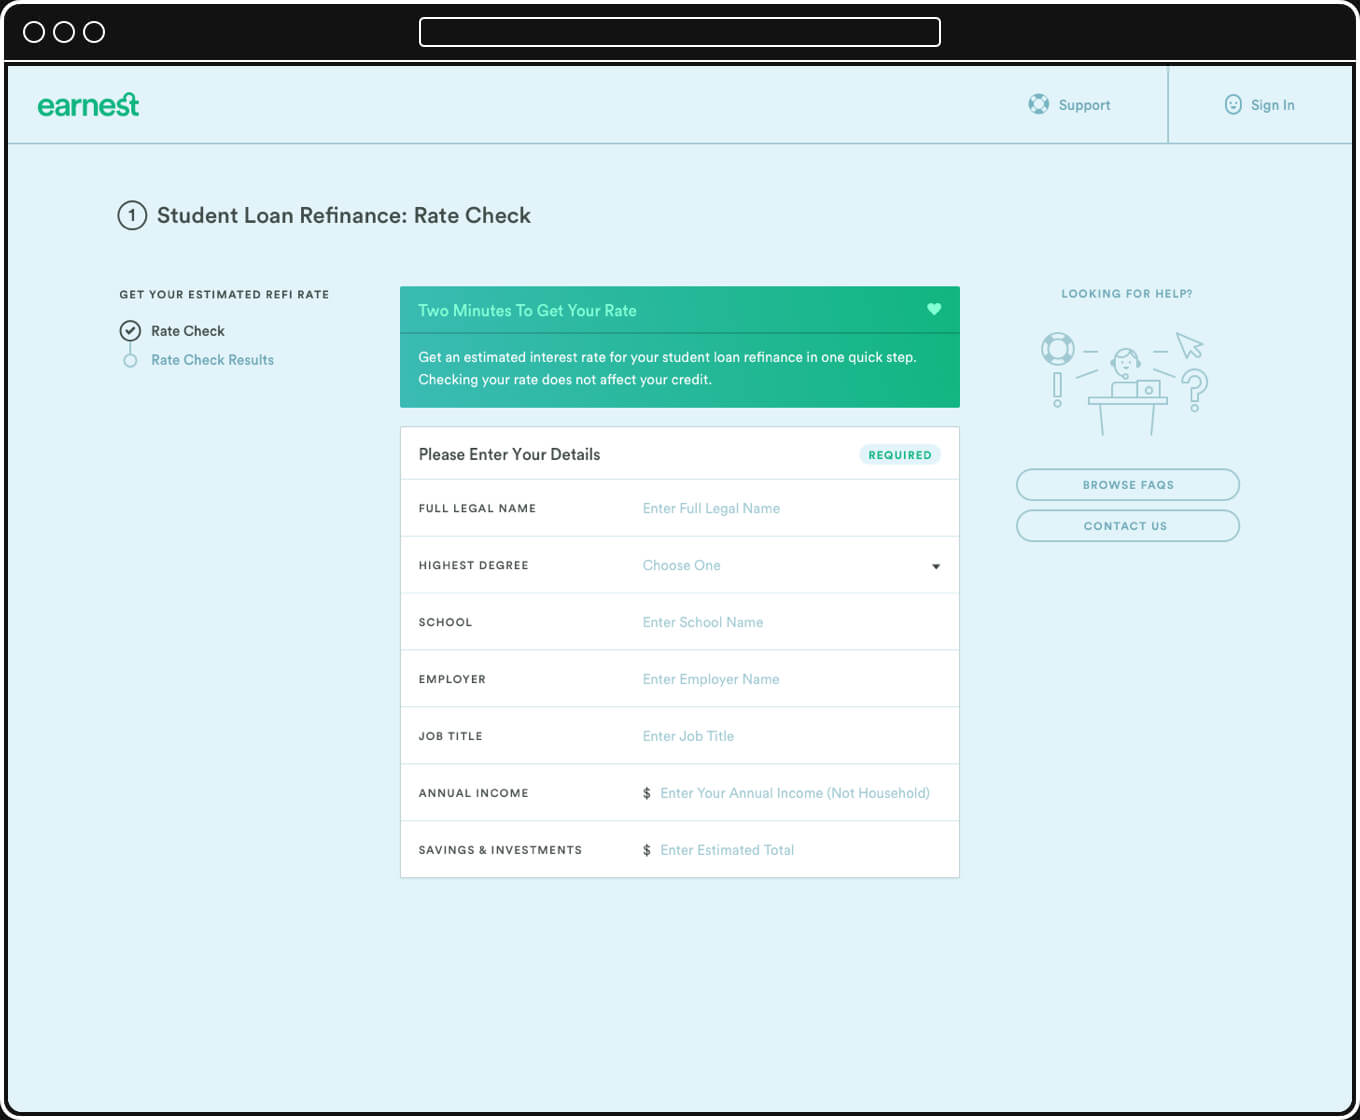 earnest
Support
Sign In
1 Student Loan Refinance: Rate Check
GET YOUR ESTIMATED REFI RATE
Rate Check
Rate Check Results
Two Minutes To Get Your Rate
Get an estimated interest rate for your student loan refinance in one quick step.
Checking your rate does not affect your credit.
Please Enter Your Details
REQUIRED
FULL LEGAL NAME
Enter Full Legal Name
HIGHEST DEGREE
Choose One
SCHOOL
Enter School Name
EMPLOYER
Enter Employer Name
JOB TITLE
Enter Job Title
ANNUAL INCOME
$ Enter Your Annual Income (Not Household)
SAVINGS & INVESTMENTS
$ Enter Estimated Total
LOOKING FOR HELP?
! ?
BROWSE FAQS
CONTACT US